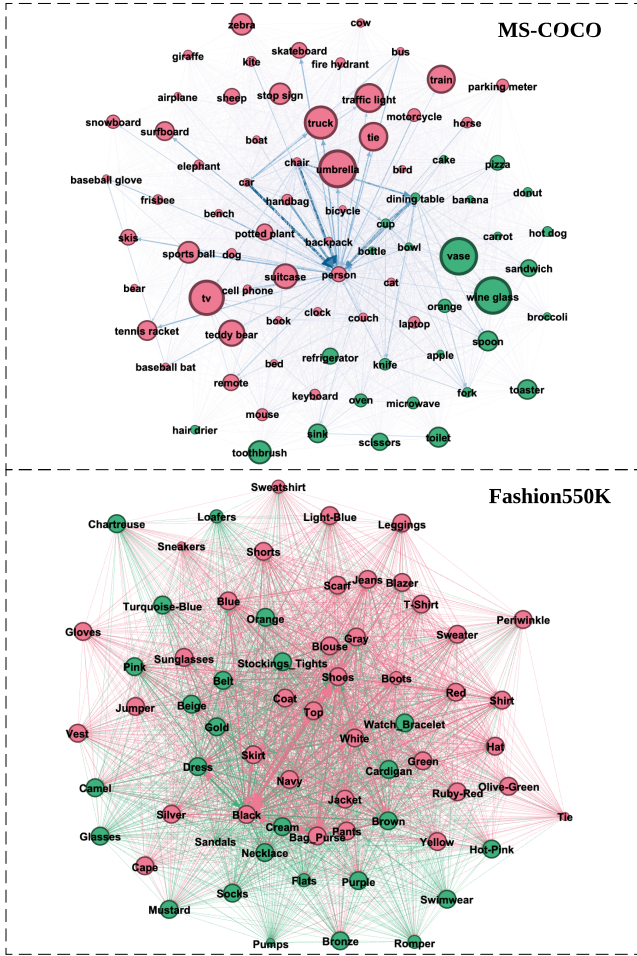 MS-COCO
zebra
cow
giraffe
kite
skateboard
fire hydrant
bus
train
parking meter
airplane
sheep
stop sign
traffic light
motorcycle
horse
snowboard
surfboard
boat
truck
tie
cake
pizza
elephant
chair
umbrella
bird
baseball glove
car
frisbee
handbag
bicycle
dining table
banana
donut
bench
cup
skis
potted plant
backpack
bottle
bowl
carrot
hot dog
sports ball
dog
vase
sandwich
suitcase
person
cat
bear
tv
cell phone
wine glass
orange
broccoli
tennis racket
teddy bear
book
clock
couch
laptop
spoon
baseball bat
bed
refrigerator
knife
apple
remote
keyboard
oven
microwave
fork
toaster
mouse
hair drier
sink
scissors
toilet
toothbrush
Fashion550K
Sweatshirt
Chartreuse
Loafers
Light-Blue
Leggings
Sneakers
Shorts
Scarf
Jeans
Blazer
Turquoise-Blue
Blue
T-Shirt
Orange
Periwinkle
Gloves
Blouse
Gray
Sweater
Pink
Sunglasses
Stockings_Tights
Belt
Shoes
Boots
Red
Shirt
Jumper
Beige
Coat
Top
Gold
Watch_Bracelet
Vest
White
Hat
Skirt
Dress
Cardigan
Green
Camel
Navy
Ruby-Red
Olive-Green
Silver
Black
Jacket
Tie
Glasses
Cream
Bag_Purse
Pants
Brown
Sandals
Necklace
Yellow
Hot-Pink
Cape
Socks
Flats
Purple
Swimwear
Mustard
Pumps
Bronze
Romper